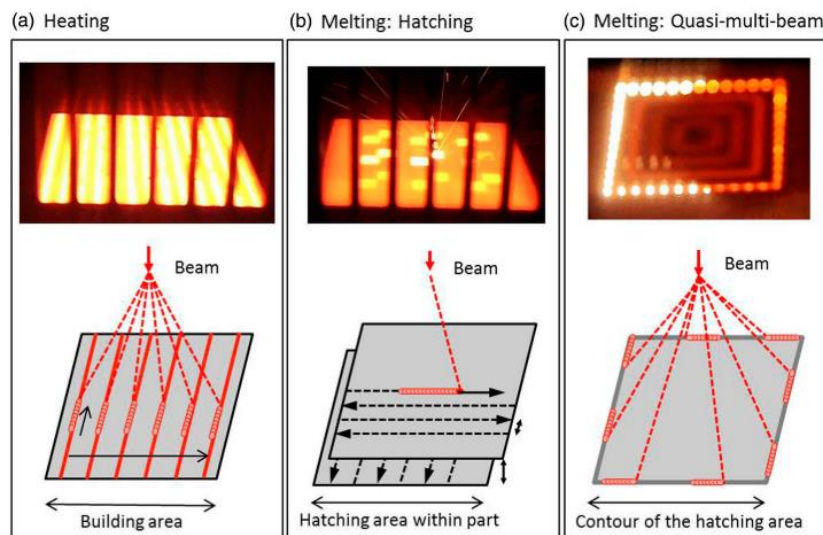 (a) Heating
(b) Melting: Hatching
(c) Melting: Quasi-multi-beam
Beam
Beam
Beam
Building area
Hatching area within part
Contour of the hatching area